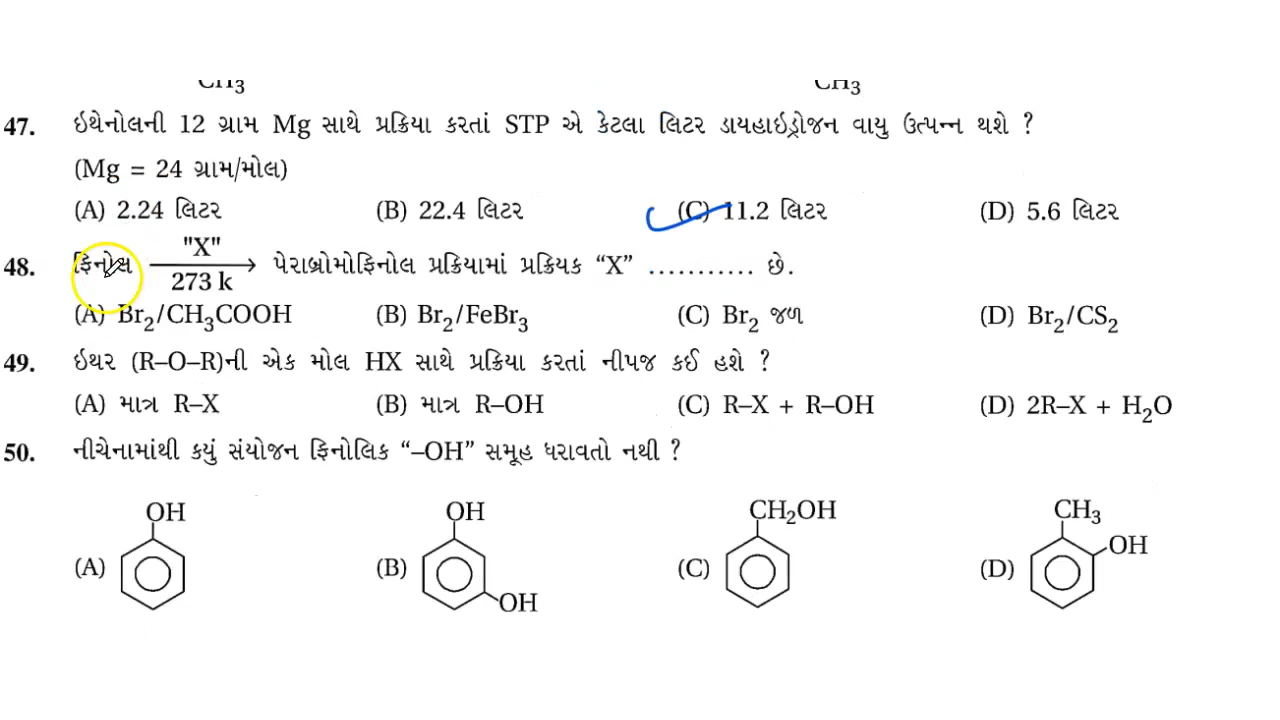 CH3 CH3
47. ઇથેનોલની 12 ગ્રામ Mg સાથે પ્રક્રિયા કરતાં STP એ કેટલા લિટર ડાયહાઇડ્રોજન વાયુ ઉત્પન્ન થશે ?
(Mg = 24 ગ્રામ/મોલ)
(A) 2.24 લિટર (B) 22.4 લિટર (C) 11.2 લિટર (D) 5.6 લિટર
48. ફિનોલ "X" 273 k પેરાબ્રોમોફિનોલ પ્રક્રિયામાં પ્રક્રિયક “X” ........... છે.
(A) Br2/CH3COOH (B) Br2/FeBr3 (C) Br2 જળ (D) Br2/CS2
49. ઇથર (R–O–R)ની એક મોલ HX સાથે પ્રક્રિયા કરતાં નીપજ કઈ હશે ?
(A) માત્ર R–X (B) માત્ર R–OH (C) R–X + R–OH (D) 2R–X + H2O
50. નીચેનામાંથી કયું સંયોજન ફિનોલિક “–OH” સમૂહ ધરાવતો નથી ?
OH OH CH2OH CH3
(A) (B) (C) (D) OH
OH